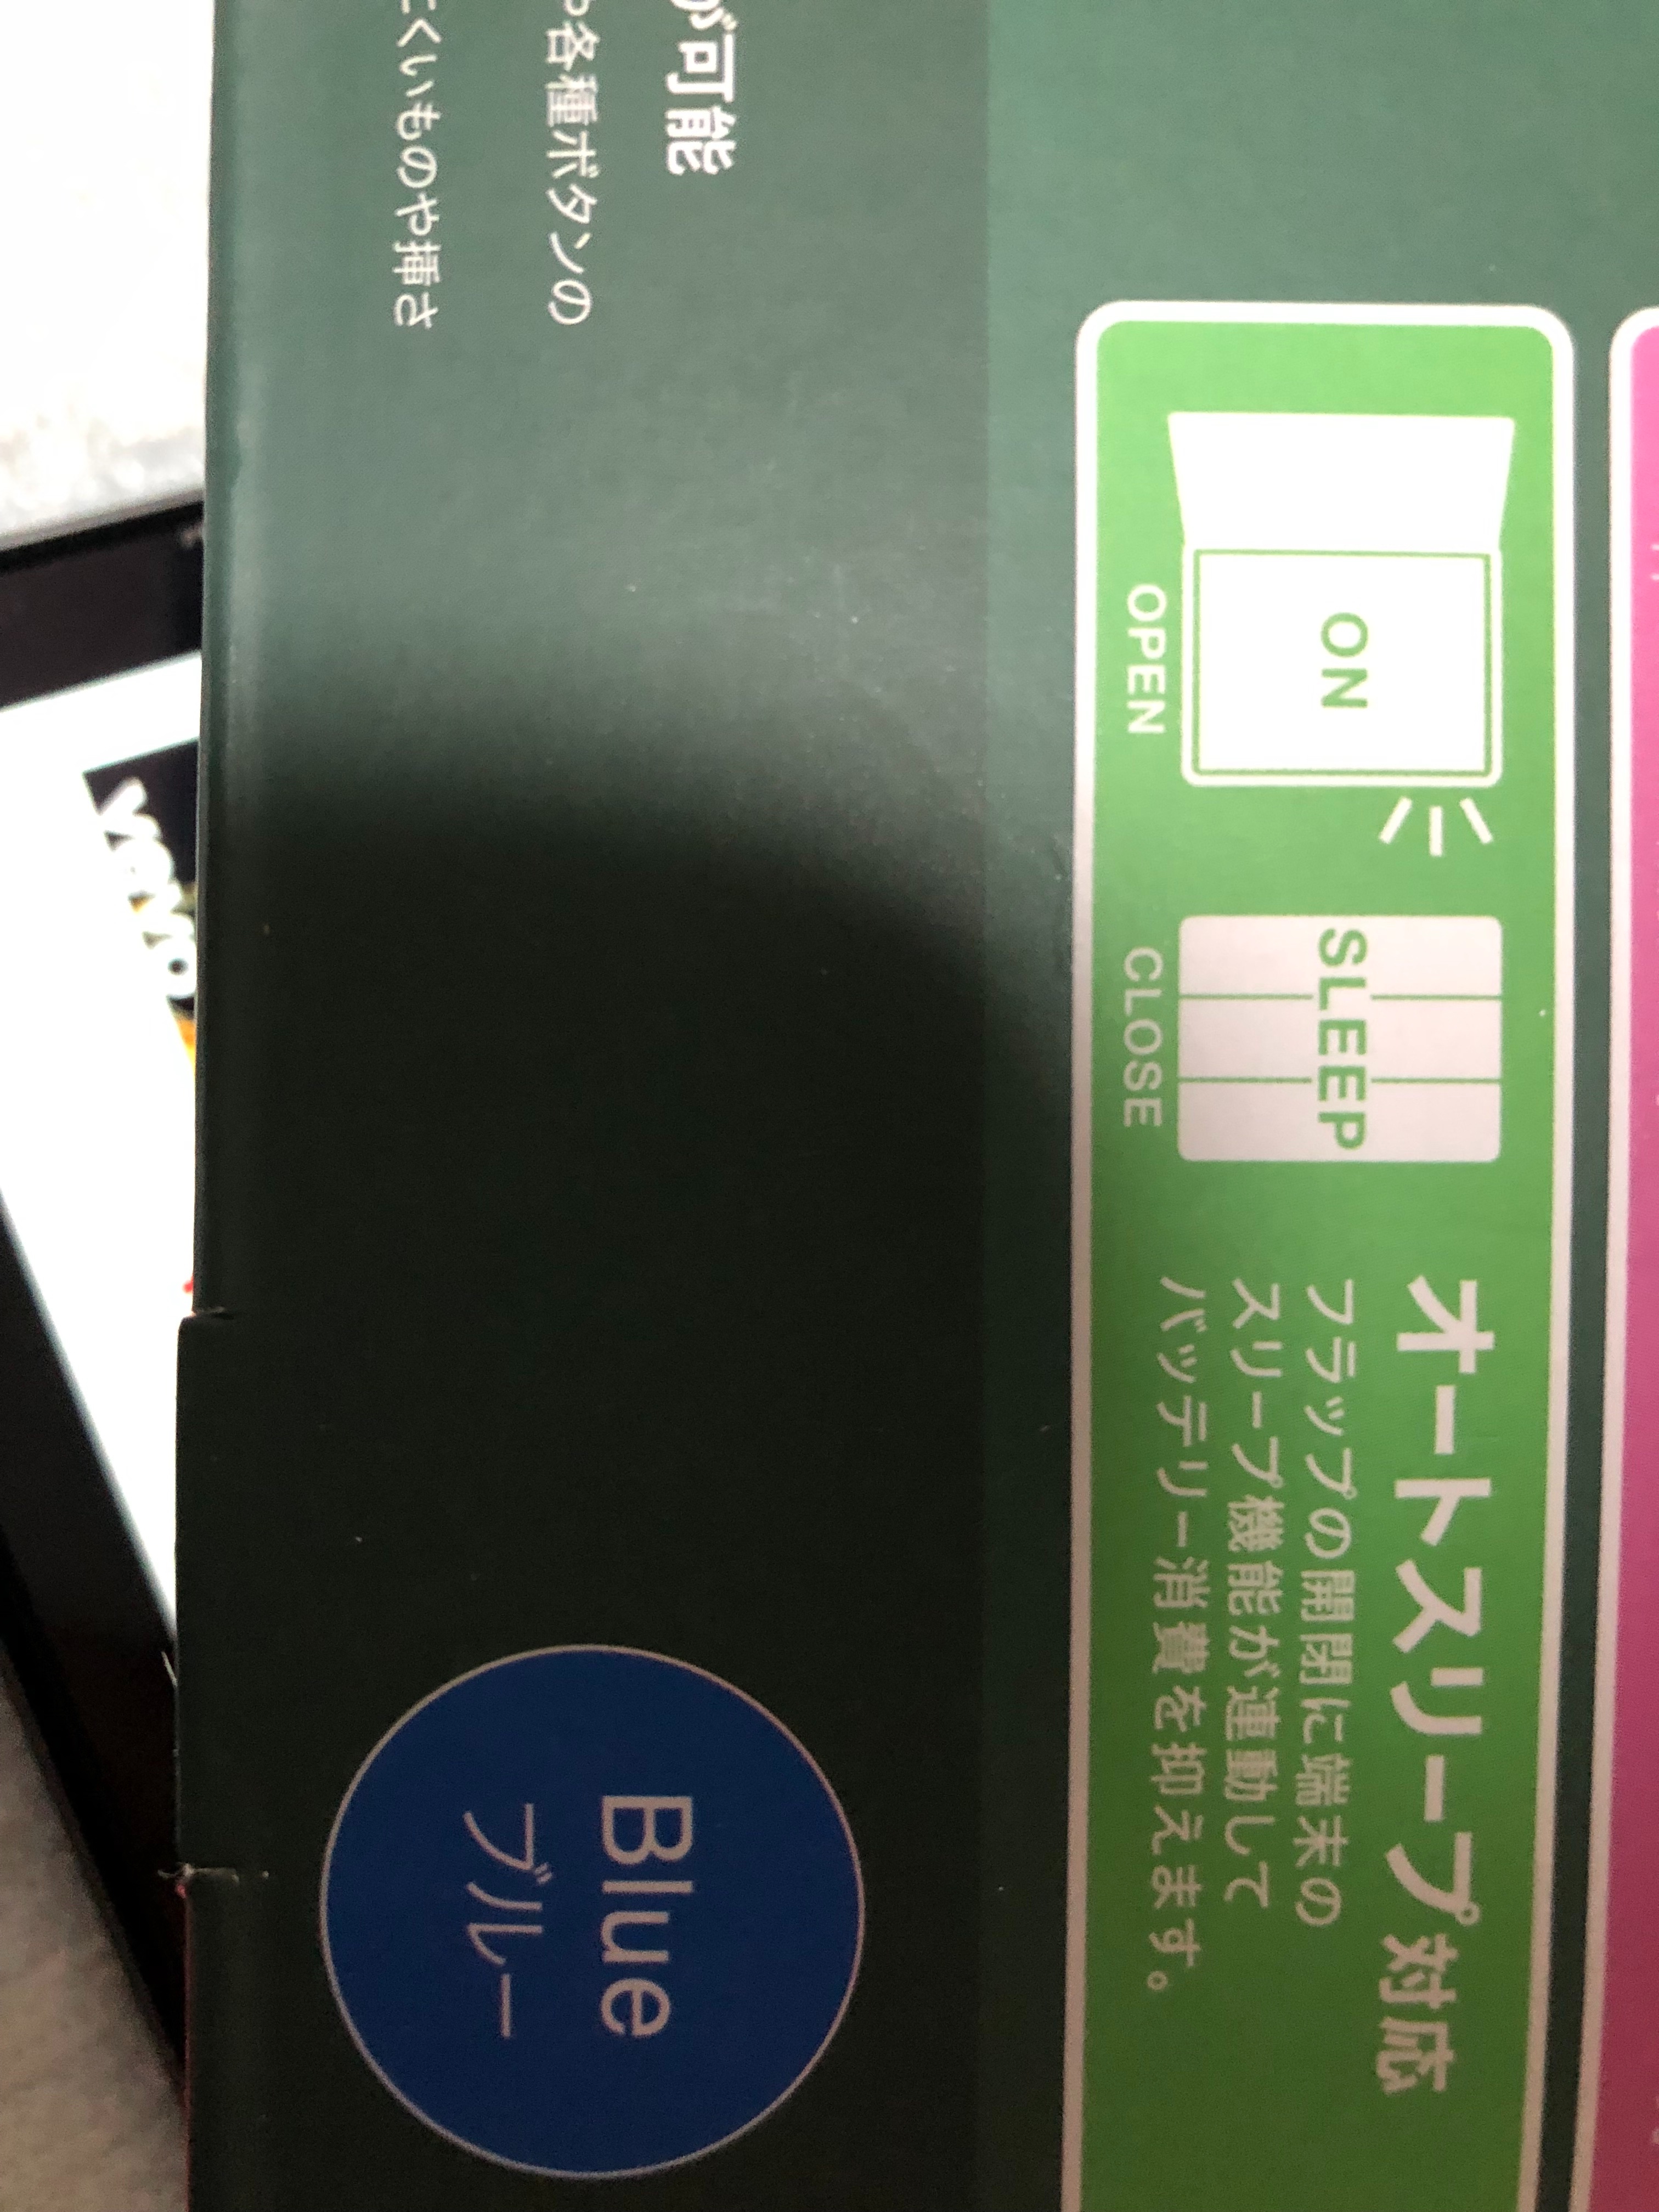 オートスリープ対応
フラップの開閉に端末の
スリープ機能が連動して
バッテリー消費を抑えます。
ON
OPEN
SLEEP
CLOSE
が可能
各種ボタンの
にくいものや挿さ
Blue
ブルー